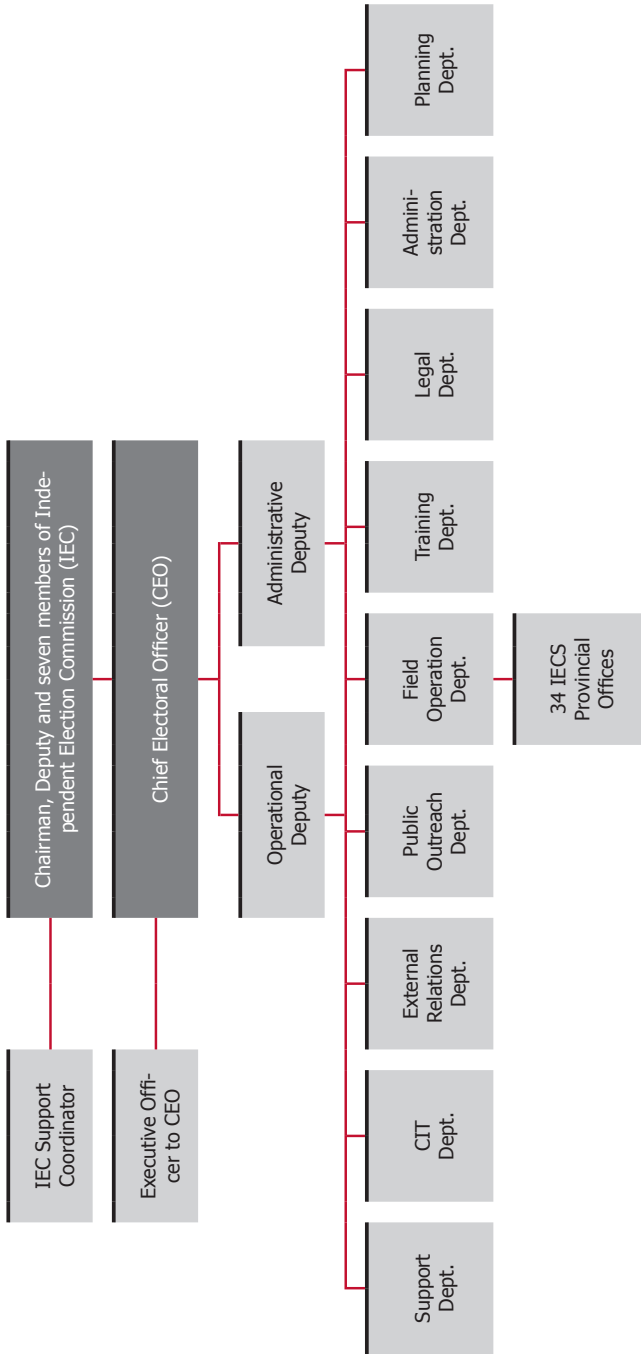 IEC Support
Coordinator
Chairman, Deputy and seven members of Inde-
pendent Election Commission (IEC)
Executive Offi-
cer to CEO
Chief Electoral Officer (CEO)
Operational
Deputy
Administrative
Deputy
Support
Dept.
CIT
Dept.
External
Relations
Dept.
Public
Outreach
Dept.
Field
Operation
Dept.
Training
Dept.
Legal
Dept.
Admini-
stration
Dept.
Planning
Dept.
34 IECS
Provincial
Offices